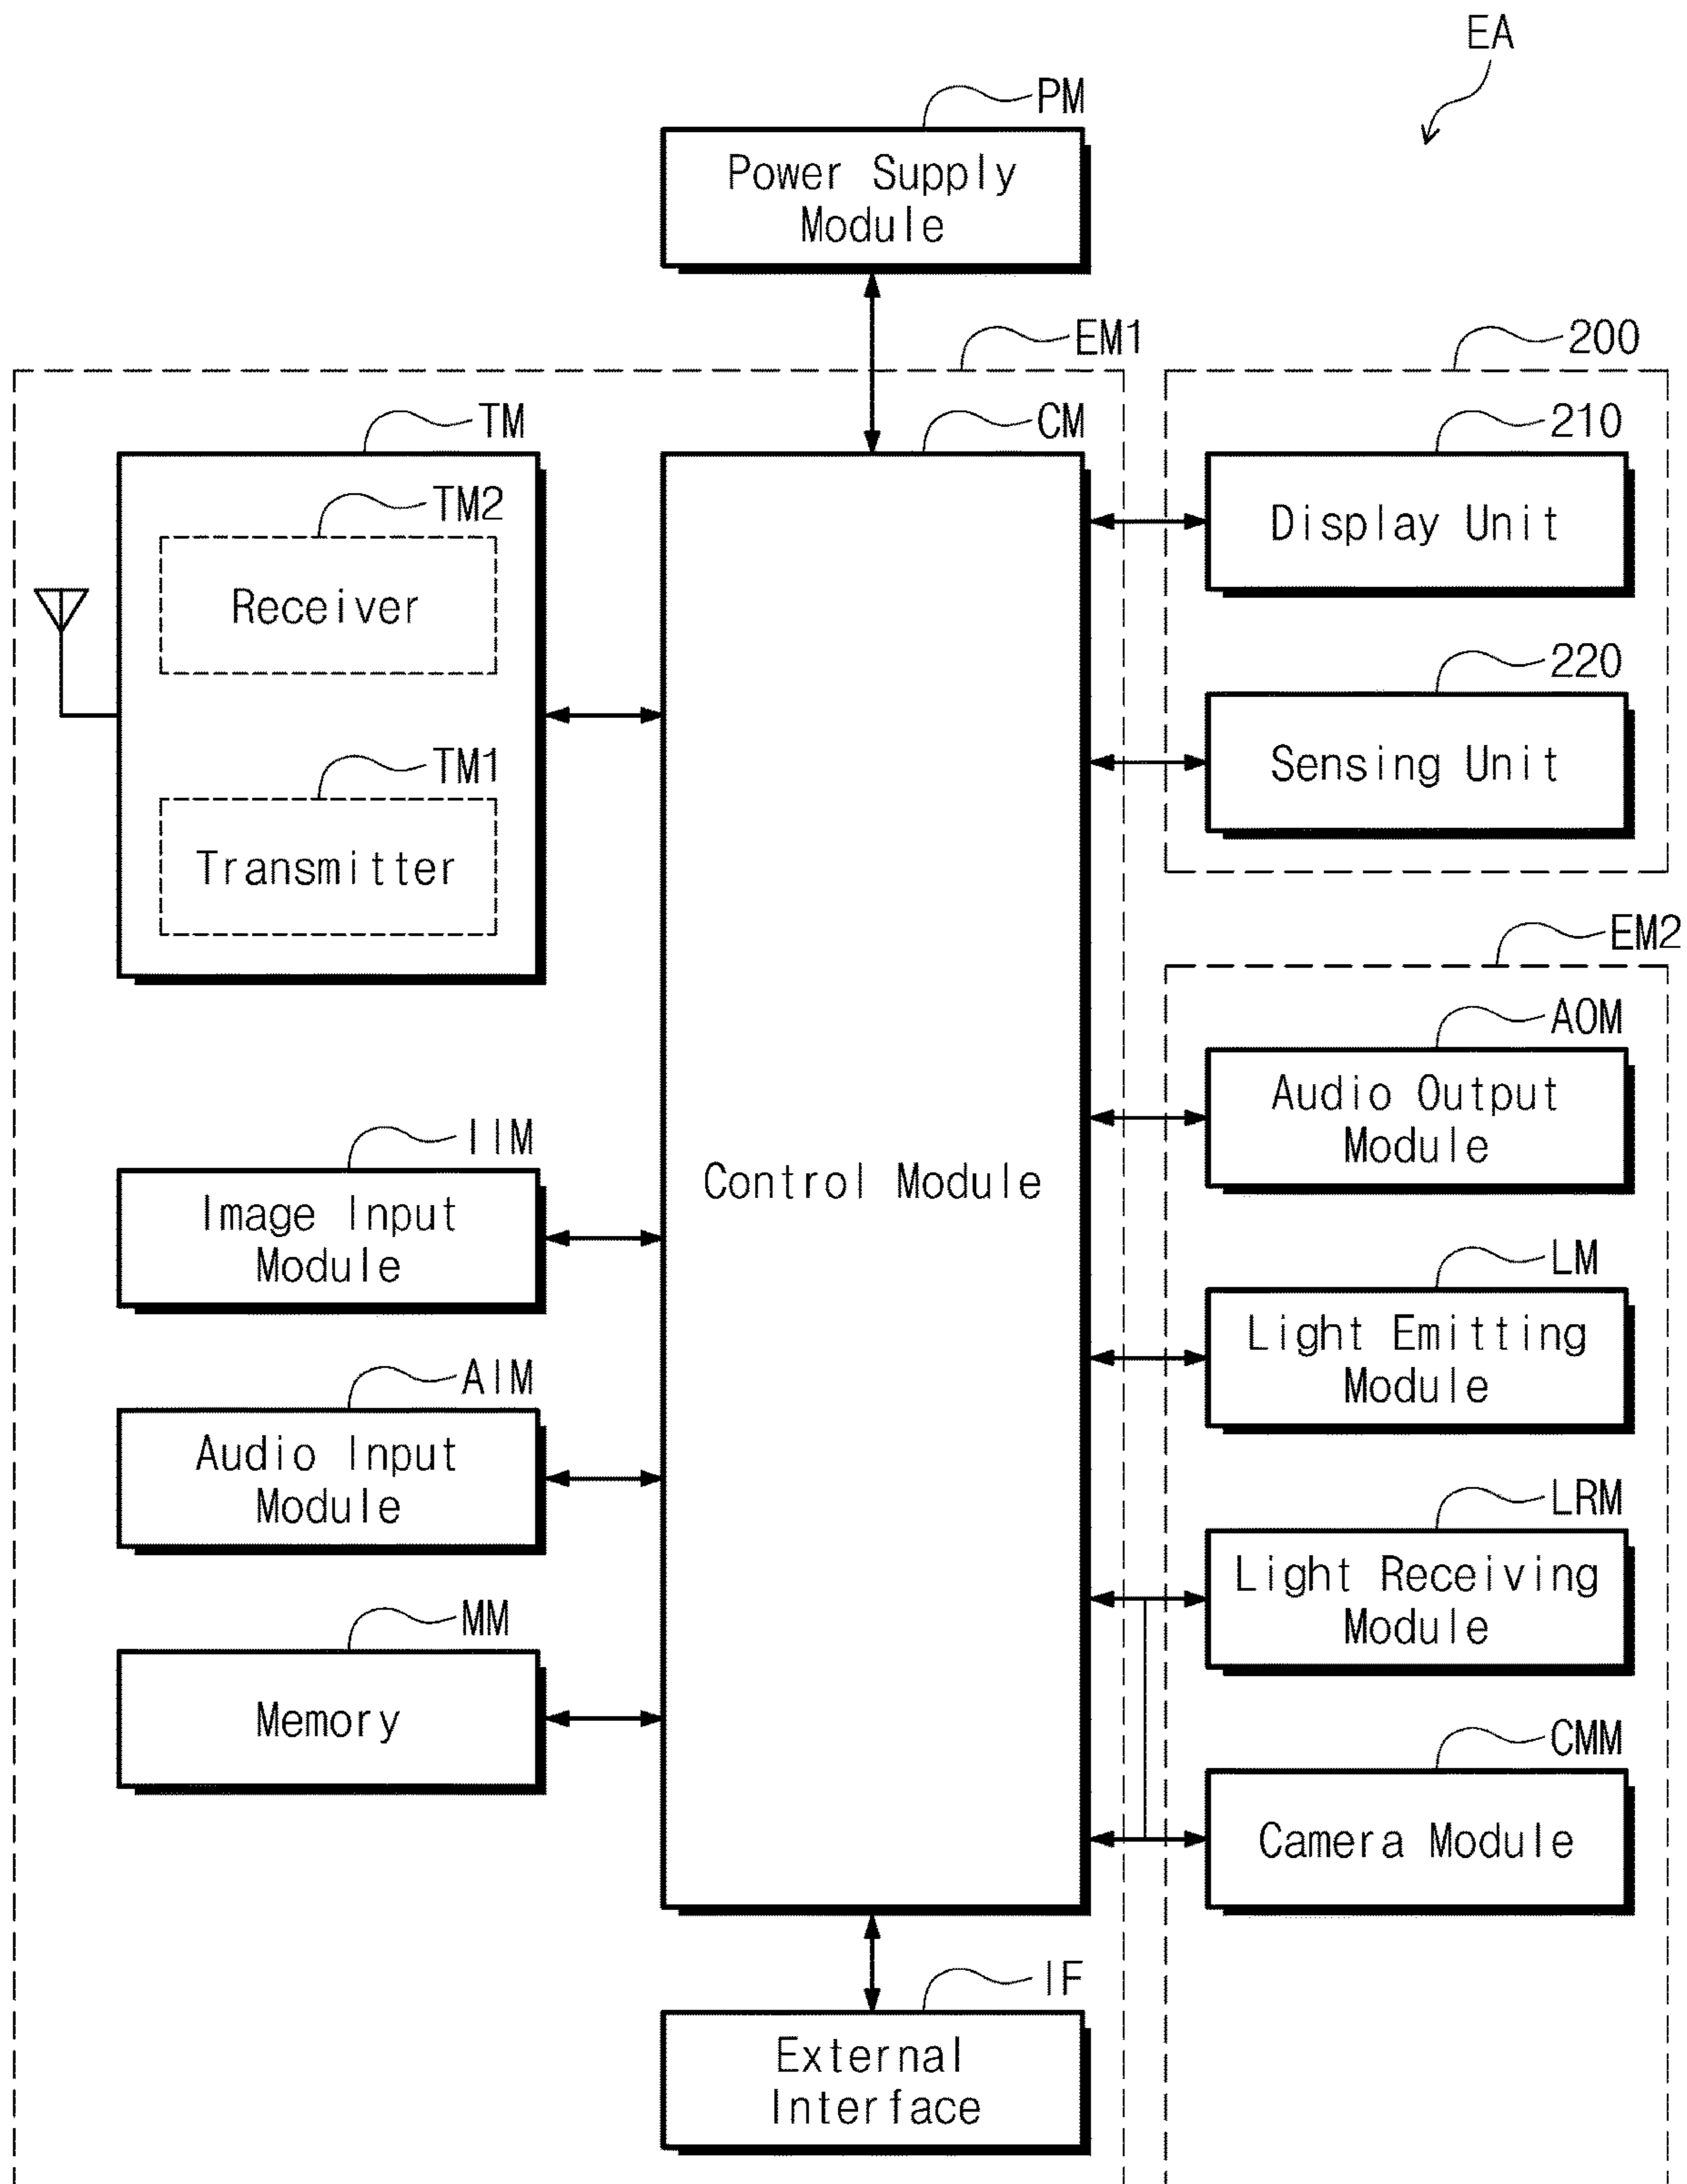 EA
PM
Power Supply
Module
EM1
200
TM
CM
210
TM2
Display Unit
Receiver
220
TM1
Sensing Unit
Transmitter
EM2
AOM
Audio Output
Module
IIM
Image Input
Module
Control Module
LM
Light Emitting
Module
AIM
Audio Input
Module
LRM
Light Receiving
Module
MM
Memory
CMM
Camera Module
IF
External
Interface